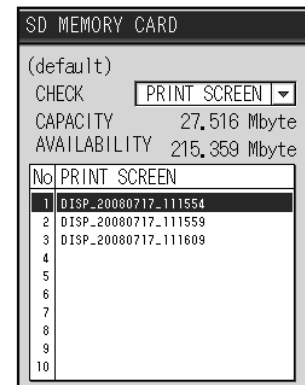 SD MEMORY CARD
(default)
CHECK PRINT SCREEN
CAPACITY 27.516 Mbyte
AVAILABILITY 215.359 Mbyte
No PRINT SCREEN
1 DISP_20080717_111554
2 DISP_20080717_111559
3 DISP_20080717_111609
4
5
6
7
8
9
10